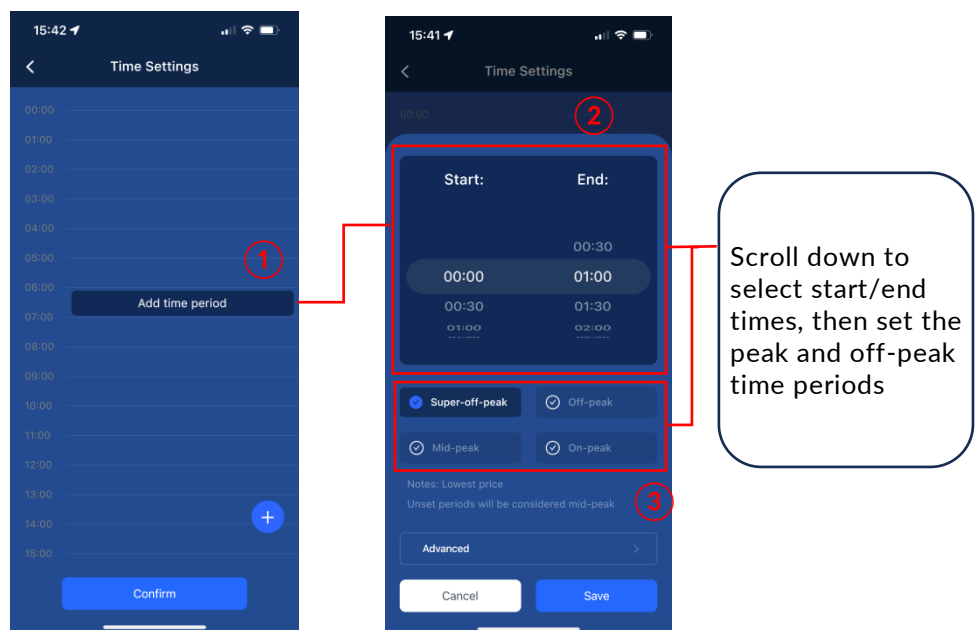 15:42
Time Settings
00:00
01:00
02:00
03:00
04:00
05:00
1
06:00
Add time period
07:00
08:00
09:00
10:00
11:00
12:00
13:00
14:00
+
15:00
Confirm
15:41
Time Settings
00:00
2
Start: End:
00:30
00:00 01:00
00:30 01:30
01:00 02:00
Super-off-peak Off-peak
Mid-peak On-peak
Notes: Lowest price
Unset periods will be considered mid-peak
3
Advanced
Cancel Save
Scroll down to
select start/end
times, then set the
peak and off-peak
time periods